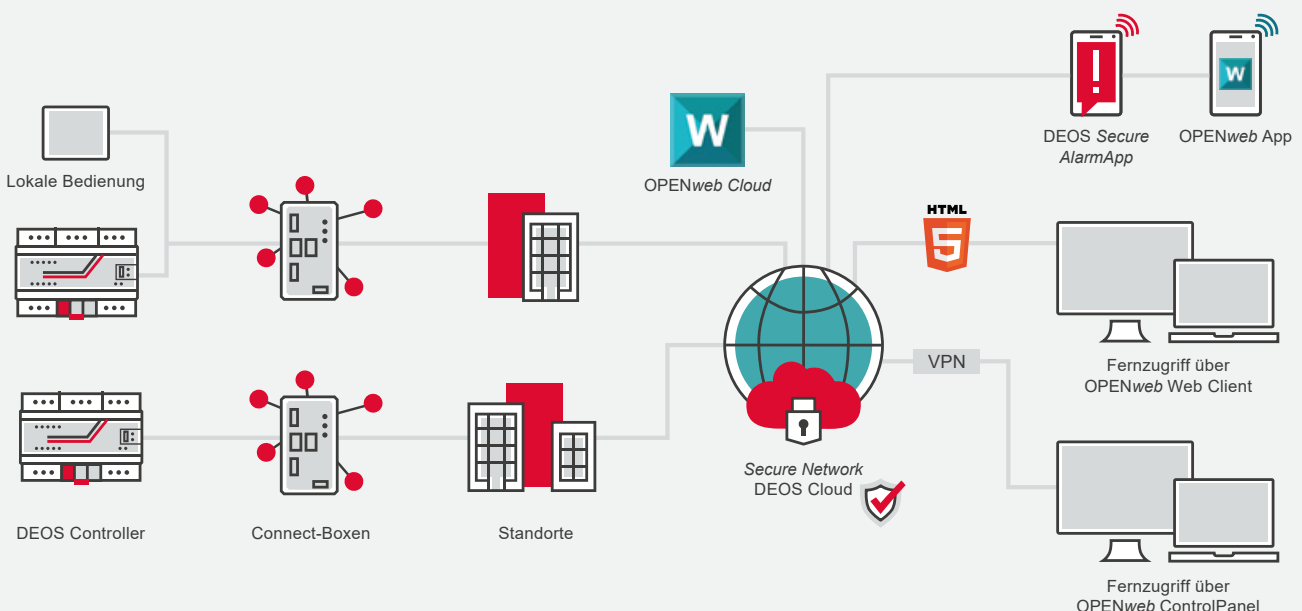 Lokale Bedienung
W
OPENweb Cloud
DEOS Secure
AlarmApp
W
OPENweb App
HTML
5
Fernzugriff über
OPENweb Web Client
VPN
Secure Network
DEOS Cloud
DEOS Controller
Connect-Boxen
Standorte
Fernzugriff über
OPENweb ControlPanel